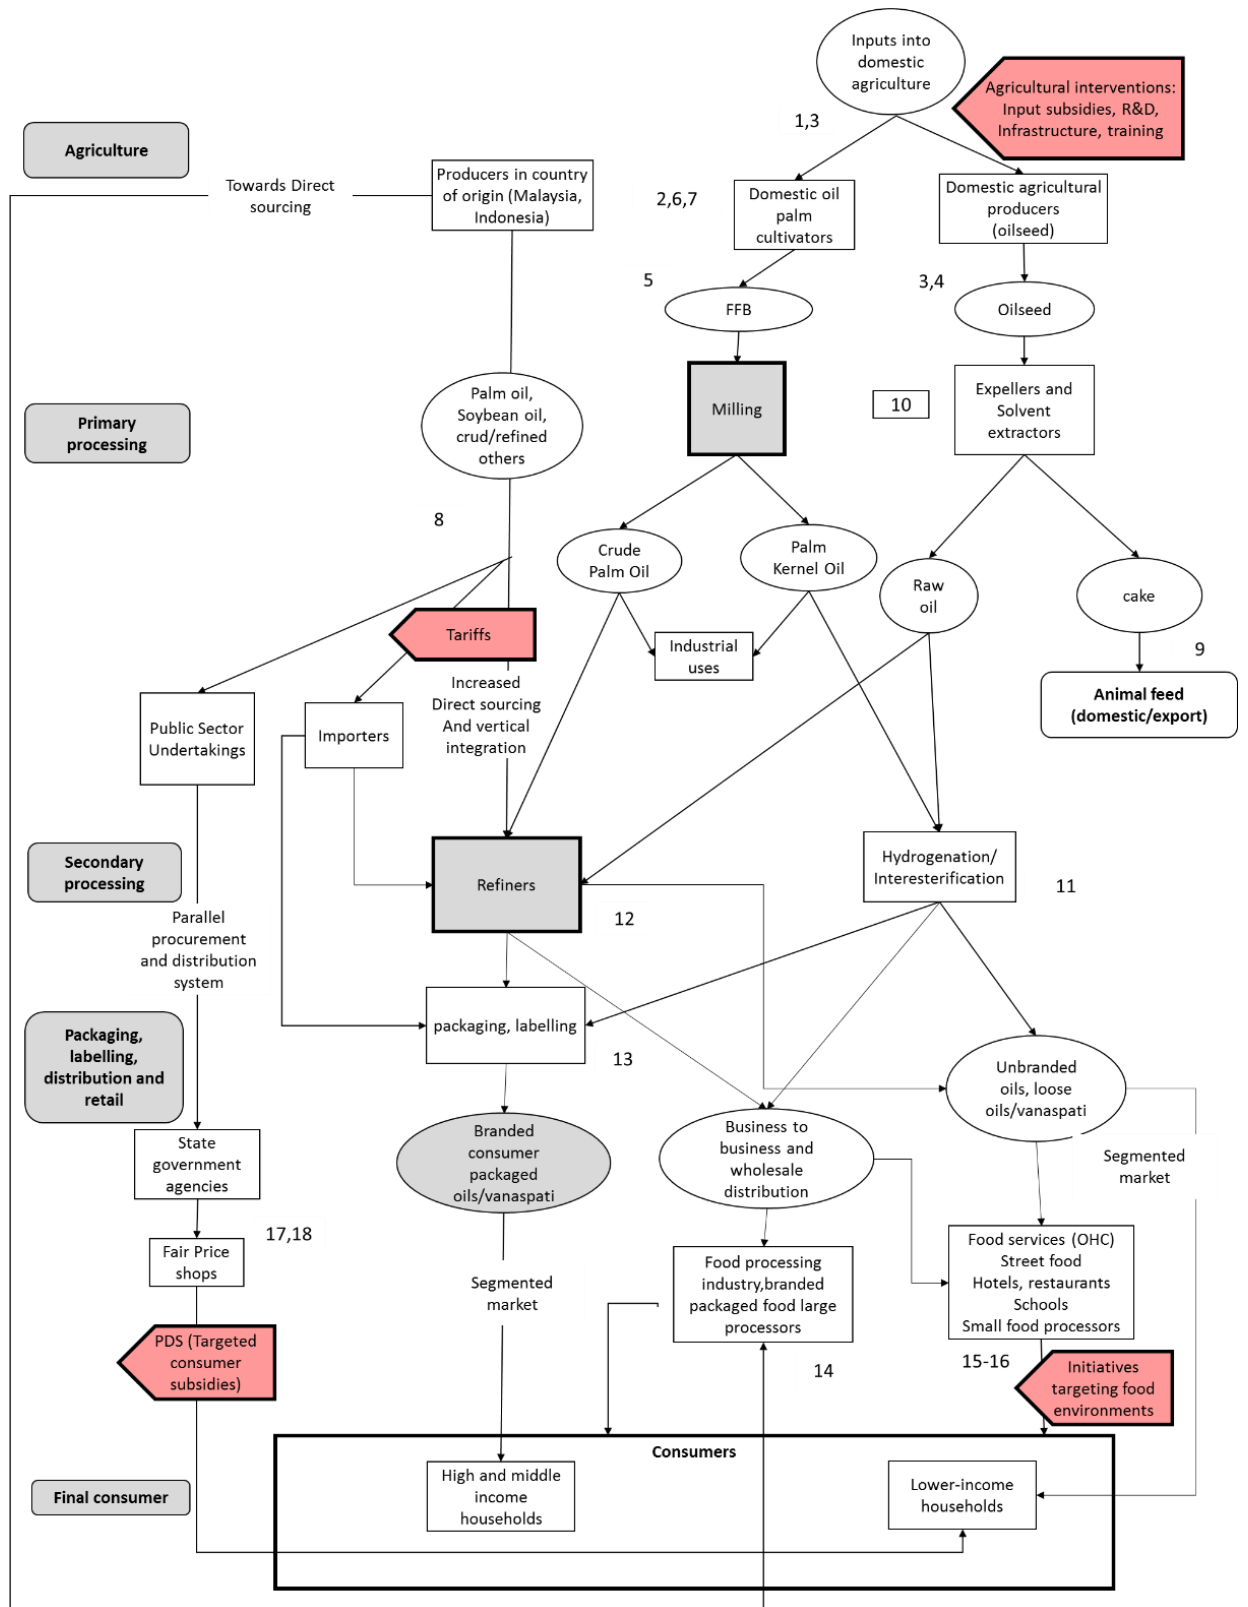 Inputs into
domestic
agriculture
Agricultural interventions:
Input subsidies, R&D,
Infrastructure, training
1,3
Agriculture
Towards Direct
sourcing
Producers in country
of origin (Malaysia,
Indonesia)
2,6,7
Domestic oil
palm
cultivators
Domestic agricultural
producers
(oilseed)
5
FFB
3,4
Oilseed
Primary
processing
Palm oil,
Soybean oil,
crud/refined
others
Milling
10
Expellers and
Solvent
extractors
8
Crude
Palm Oil
Palm
Kernel Oil
Raw
oil
cake
Tariffs
Industrial
uses
9
Increased
Direct sourcing
And vertical
integration
Public Sector
Undertakings
Importers
Animal feed
(domestic/export)
Secondary
processing
Refiners
Hydrogenation/
Interesterification
11
12
Parallel
procurement
and distribution
system
Packaging,
labelling,
distribution and
retail
packaging, labelling
13
Unbranded
oils, loose
oils/vanaspati
State
government
agencies
Branded
consumer
packaged
oils/vanaspati
Business to
business and
wholesale
distribution
Segmented
market
17,18
Fair Price
shops
Segmented
market
Food processing
industry,branded
packaged food large
processors
Food services (OHC)
Street food
Hotels, restaurants
Schools
Small food processors
PDS (Targeted
consumer
subsidies)
14
15-16
Initiatives
targeting food
environments
Consumers
Final consumer
High and middle
income
households
Lower-income
households